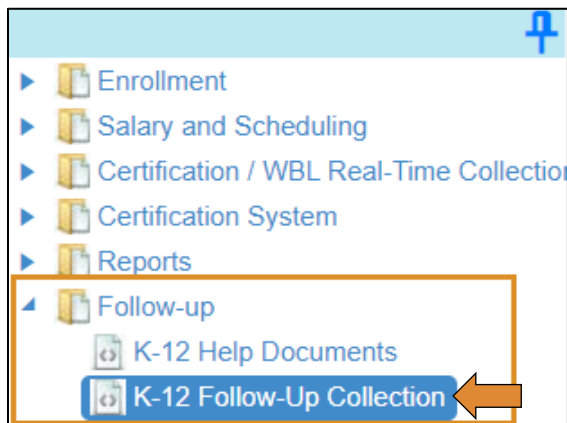 Enrollment
Salary and Scheduling
Certification / WBL Real-Time Collection
Certification System
Reports
Follow-up
K-12 Help Documents
K-12 Follow-Up Collection